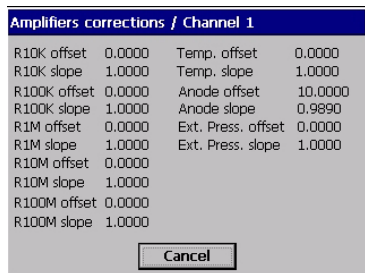 Amplifiers corrections / Channel 1
R10K offset 0.0000 Temp. offset 0.0000
R10K slope 1.0000 Temp. slope 1.0000
R100K offset 0.0000 Anode offset 10.0000
R100K slope 1.0000 Anode slope 0.9890
R1M offset 0.0000 Ext. Press. offset 0.0000
R1M slope 1.0000 Ext. Press. slope 1.0000
R10M offset 0.0000
R10M slope 1.0000
R100M offset 0.0000
R100M slope 1.0000
Cancel